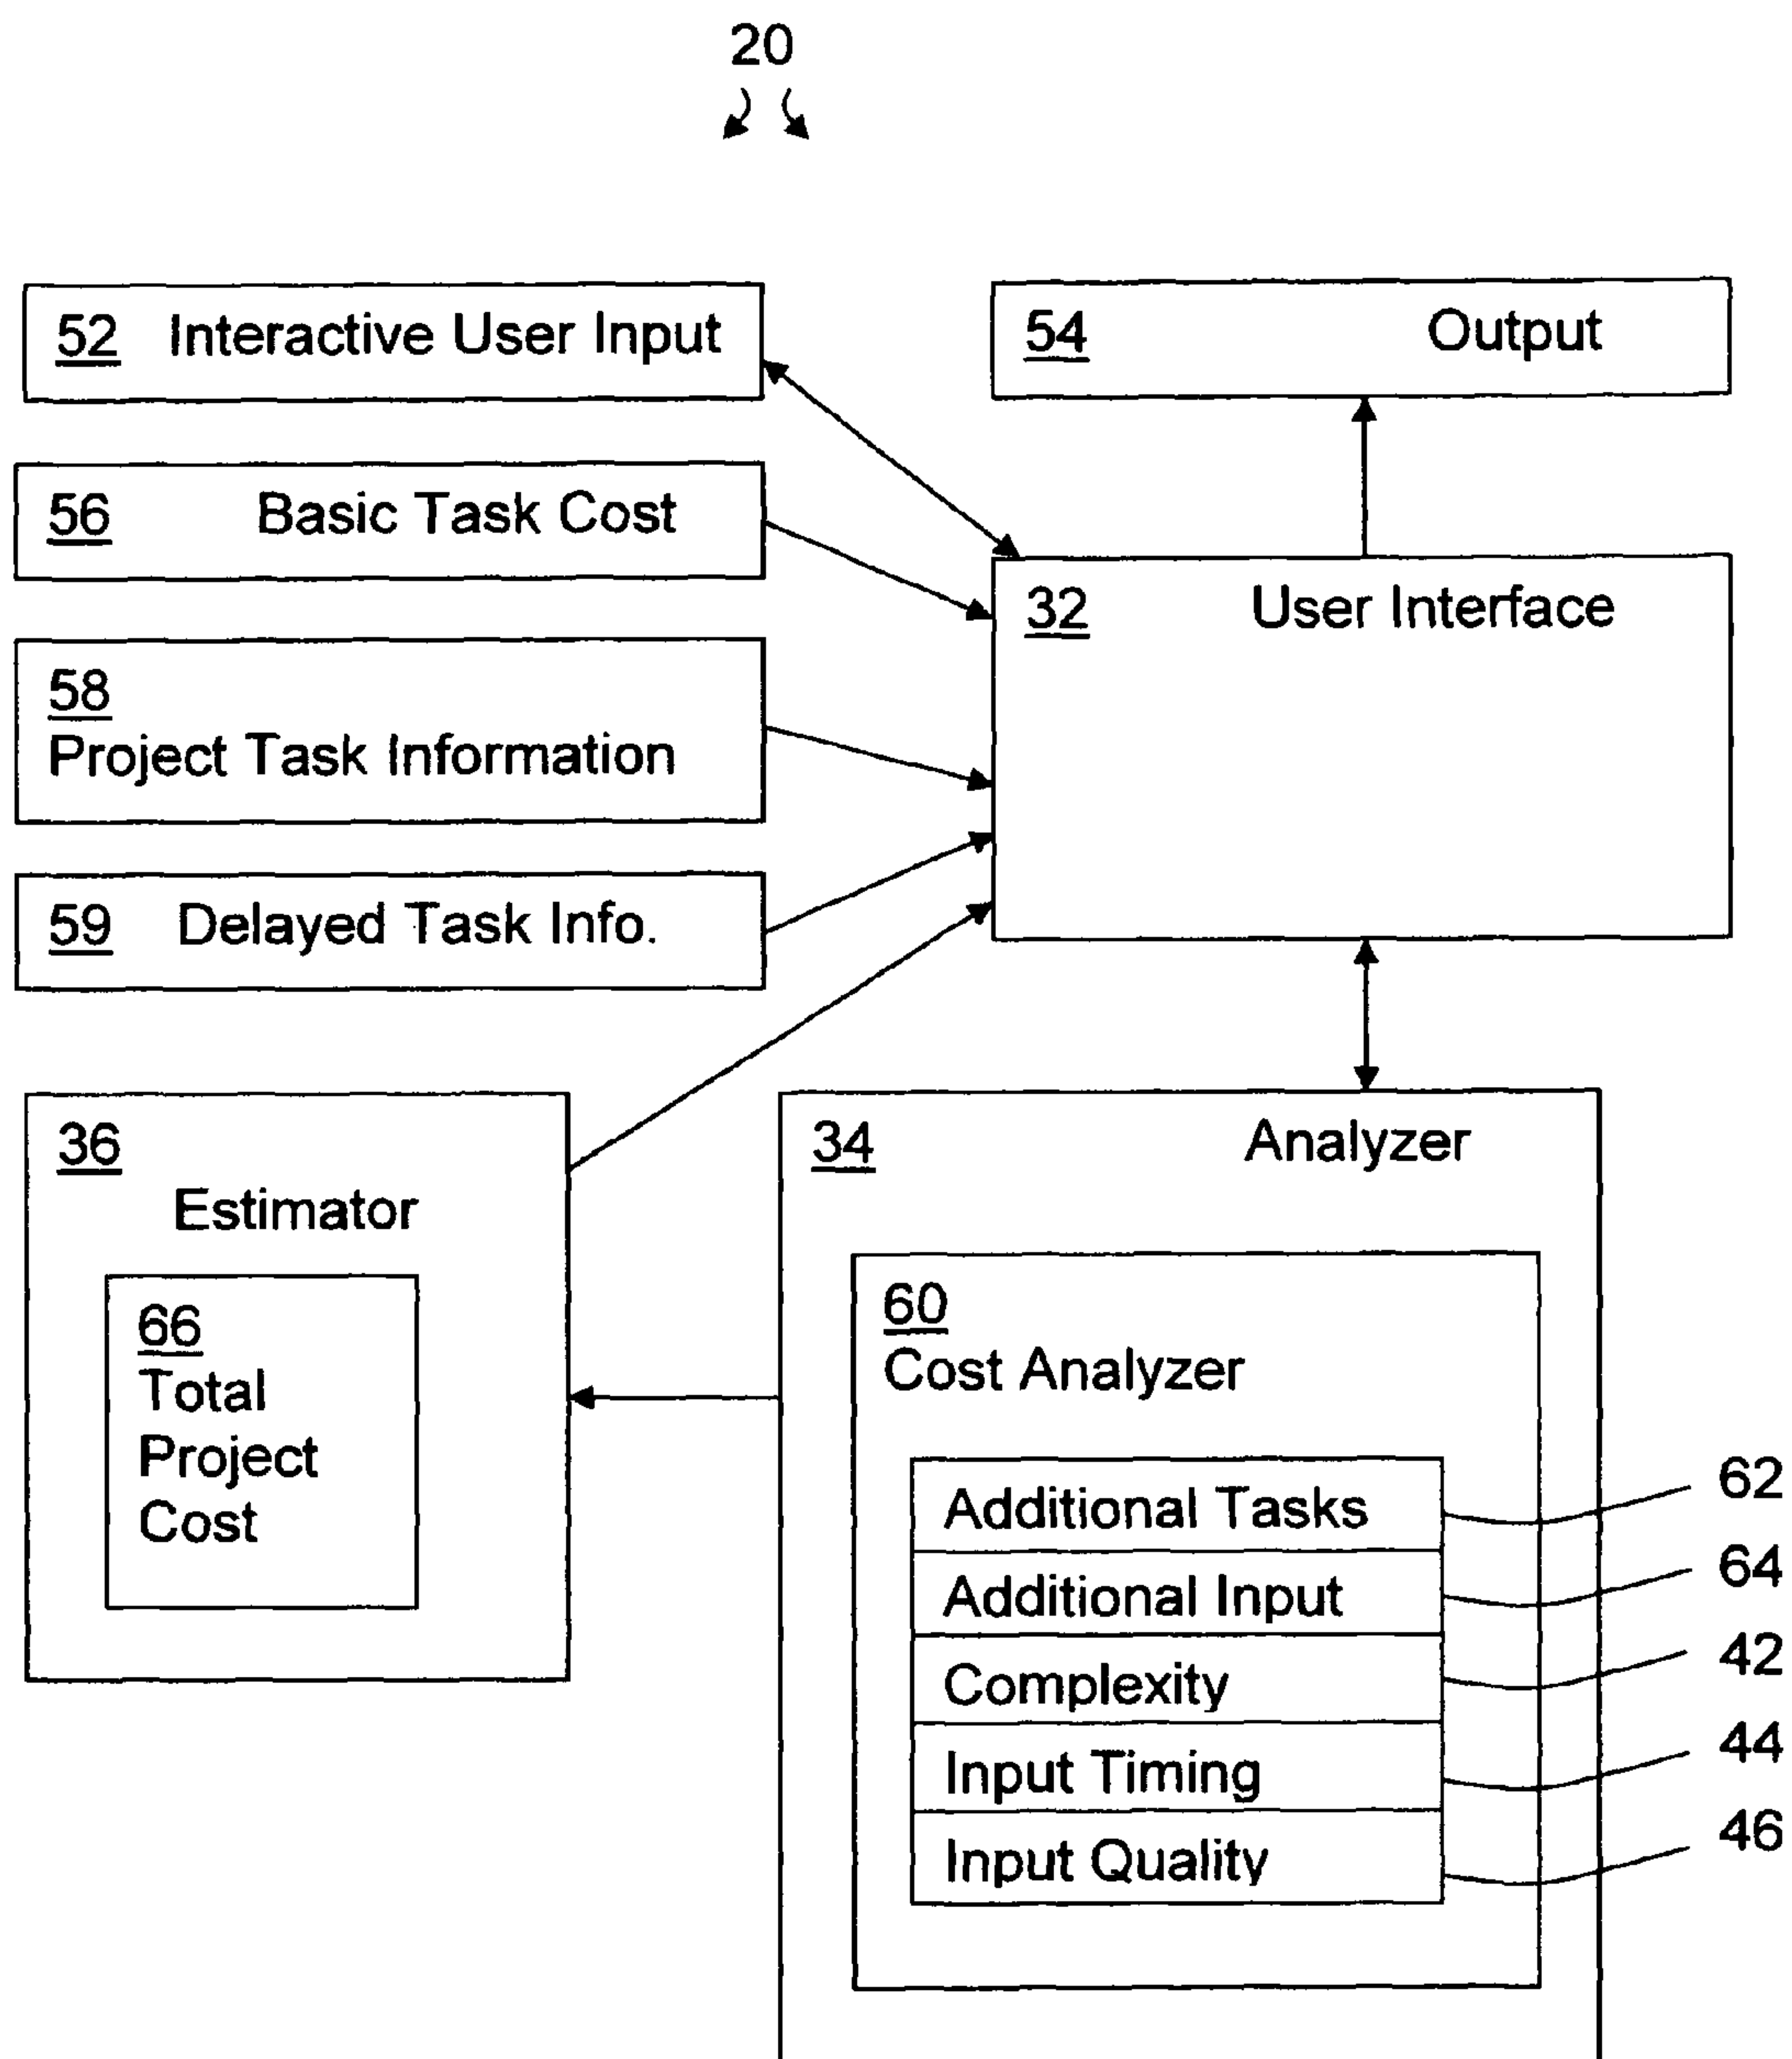 20
52 Interactive User Input
54 Output
56 Basic Task Cost
32 User Interface
58
Project Task Information
59 Delayed Task Info.
36
Estimator
66
Total
Project
Cost
34 Analyzer
60
Cost Analyzer
Additional Tasks 62
Additional Input 64
Complexity 42
Input Timing 44
Input Quality 46